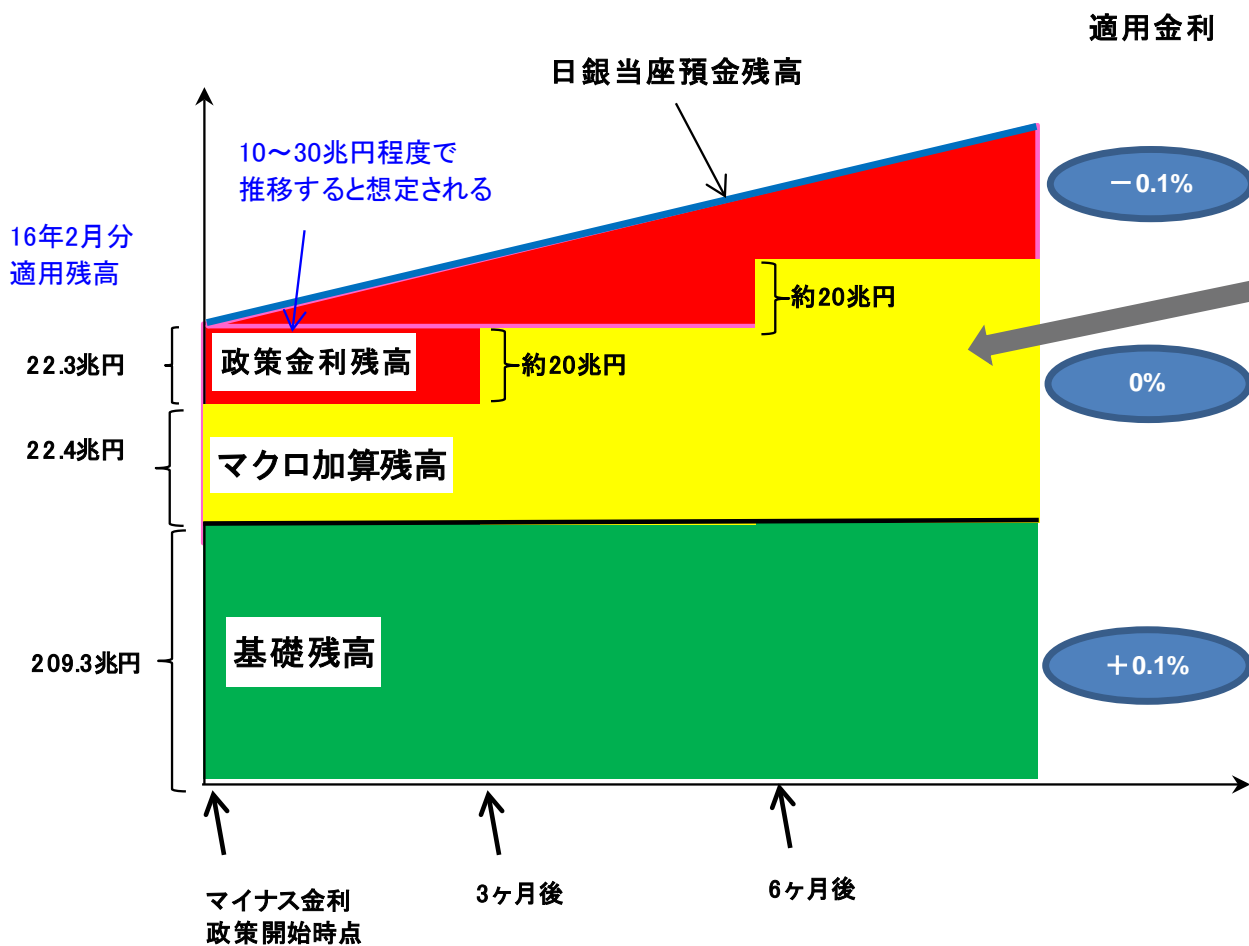 適用金利
日銀当座預金残高
10～30兆円程度で
推移すると想定される
16年2月分
適用残高
－0.1%
約20兆円
22.3兆円
政策金利残高
約20兆円
0%
22.4兆円
マクロ加算残高
209.3兆円
基礎残高
＋0.1%
マイナス金利
政策開始時点
3ヶ月後
6ヶ月後